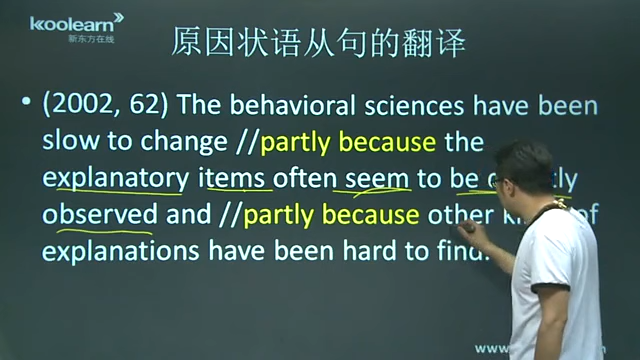 koolearn
新东方在线
原因状语从句的翻译
• (2002, 62) The behavioral sciences have been
slow to change //partly because the
explanatory items often seem to be
observed and //partly because other of
explanations have been hard to find.
www.